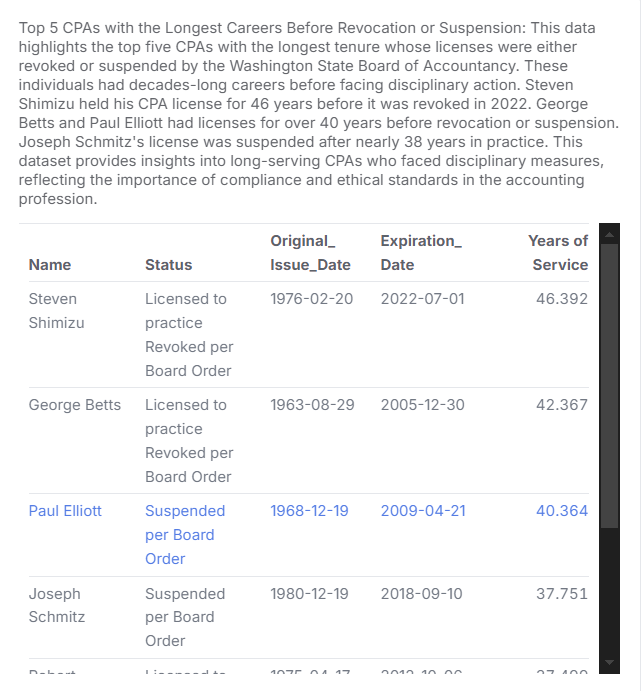 Top 5 CPAs with the Longest Careers Before Revocation or Suspension: This data
highlights the top five CPAs with the longest tenure whose licenses were either
revoked or suspended by the Washington State Board of Accountancy. These
individuals had decades-long careers before facing disciplinary action. Steven
Shimizu held his CPA license for 46 years before it was revoked in 2022. George
Betts and Paul Elliott had licenses for over 40 years before revocation or suspension.
Joseph Schmitz's license was suspended after nearly 38 years in practice. This
dataset provides insights into long-serving CPAs who faced disciplinary measures,
reflecting the importance of compliance and ethical standards in the accounting
profession.
Original_ Expiration_ Years of
Name Status Issue_Date Date Service
Steven Licensed to 1976-02-20 2022-07-01 46.392
Shimizu practice
Revoked per
Board Order
George Betts Licensed to 1963-08-29 2005-12-30 42.367
practice
Revoked per
Board Order
Paul Elliott Suspended 1968-12-19 2009-04-21 40.364
per Board
Order
Joseph Suspended 1980-12-19 2018-09-10 37.751
Schmitz per Board
Order
Robert Licensed to